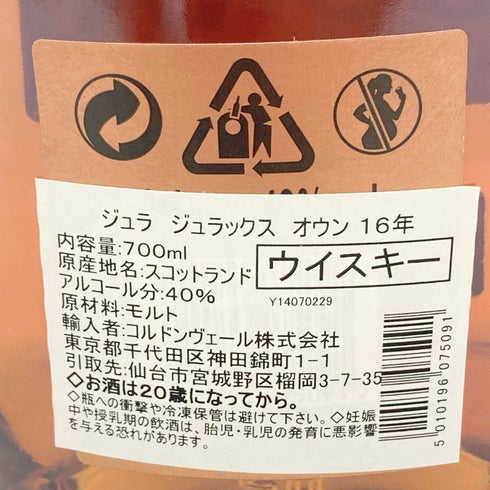 ジュラ ジュラックス オウン 16年
内容量:700ml
原産地名:スコットランド
ウイスキー
アルコール分:40%
Y14070229
原材料:モルト
輸入者:コルドンヴェール株式会社
東京都千代田区神田錦町1-1
引取先:仙台市宮城野区榴岡3-7-35
◇お酒は20歳になってから。
◇瓶への衝撃や冷凍保管は避けて下さい。◇妊娠
中や授乳期の飲酒は、胎児・乳児の発育に悪影響
を与える恐れがあります。
5 010196 075091